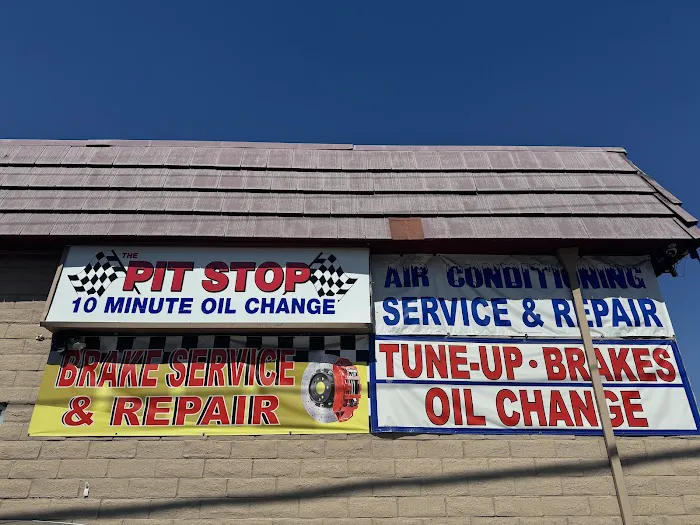 THE
PIT STOP
10 MINUTE OIL CHANGE
BRAKE SERVICE
& REPAIR
AIR CONDITIONING
SERVICE & REPAIR
TUNE-UP · BRAKES
OIL CHANGE